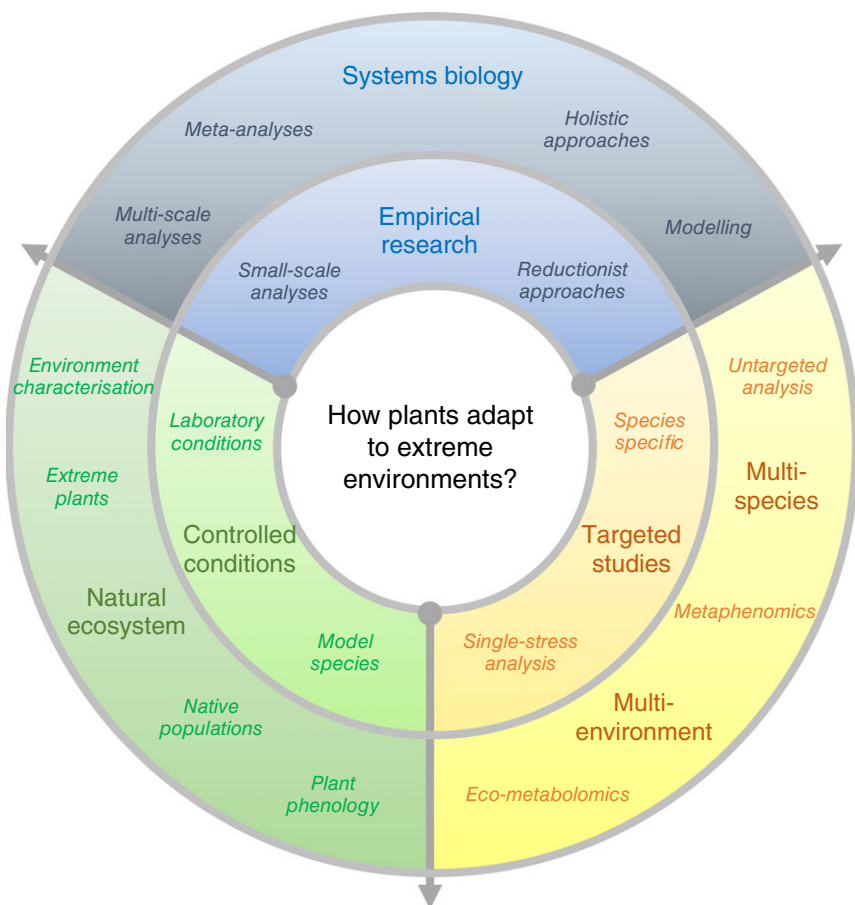 Systems biology
Meta-analyses
Holistic
approaches
Multi-scale
analyses
Modelling
Empirical
research
Small-scale
analyses
Reductionist
approaches
Environment
characterisation
Extreme
plants
Natural
ecosystem
Native
populations
Plant
phenology
Laboratory
conditions
Controlled
conditions
Model
species
How plants adapt
to extreme
environments?
Species
specific
Targeted
studies
Single-stress
analysis
Untargeted
analysis
Multi-
species
Metaphenomics
Multi-
environment
Eco-metabolomics